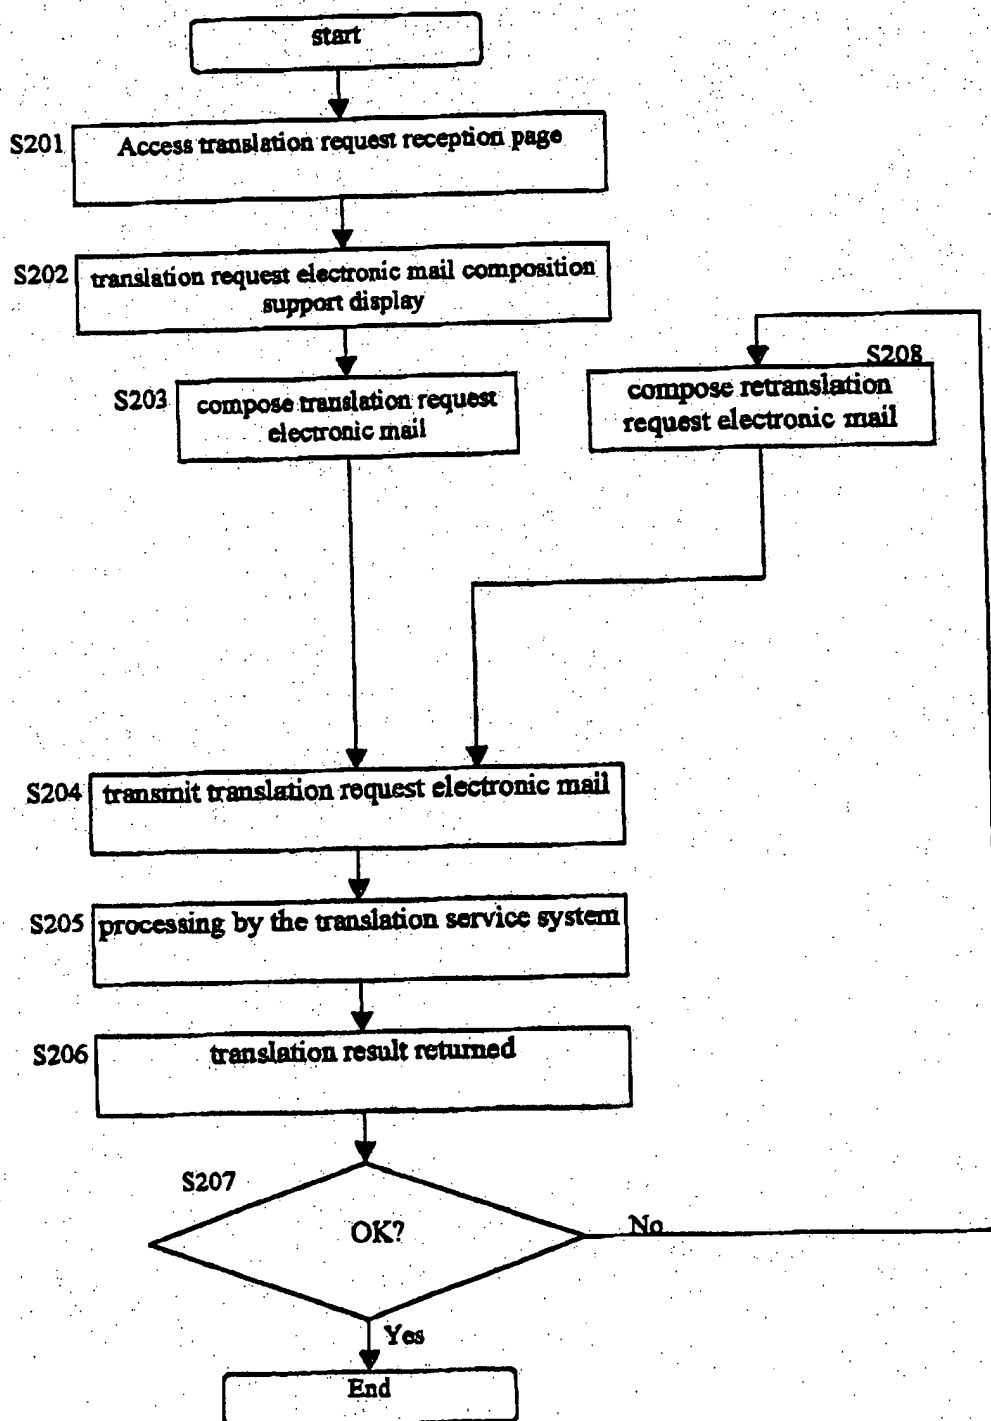 start
S201
Access translation request reception page
S202
translation request electronic mail composition
support display
S203
compose translation request
electronic mail
S208
compose retranslation
request electronic mail
S204
transmit translation request electronic mail
S205
processing by the translation service system
S206
translation result returned
S207
OK?
No
Yes
End